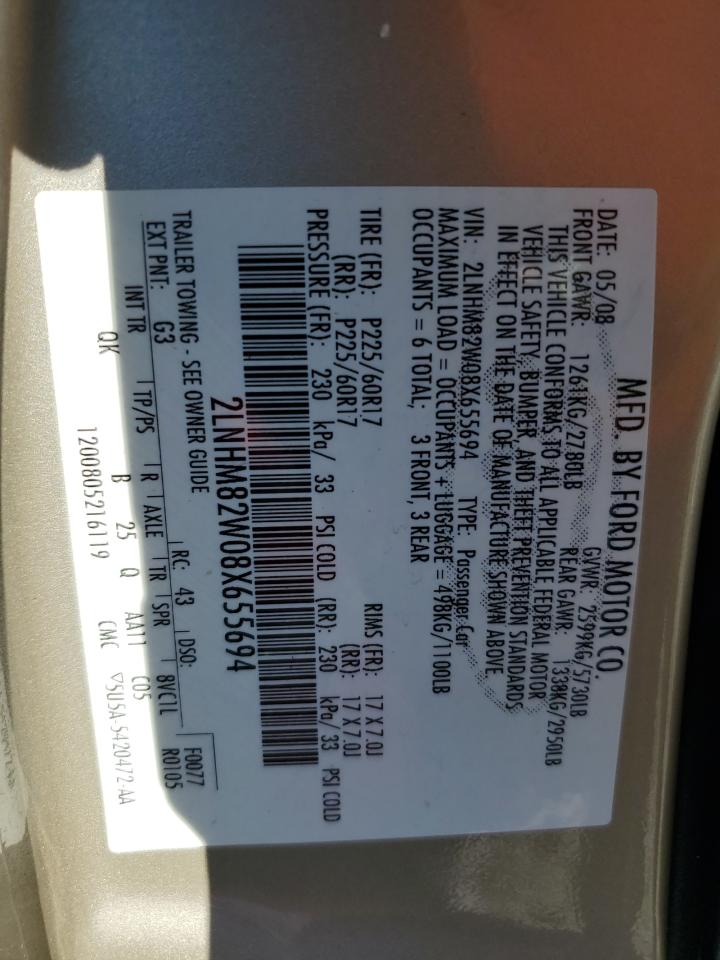 MFD. BY FORD MOTOR CO.
DATE: 05/08 GVWR: 2599KG/5730LB
FRONT GAWR: 1261KG/2780LB REAR GAWR: 1338KG/2950LB
THIS VEHICLE CONFORMS TO ALL APPLICABLE FEDERAL MOTOR
VEHICLE SAFETY, BUMPER, AND THEFT PREVENTION STANDARDS
IN EFFECT ON THE DATE OF MANUFACTURE SHOWN ABOVE.
VIN: 2LNHM82W08X655694 TYPE: Passenger Car
MAXIMUM LOAD = OCCUPANTS + LUGGAGE = 498KG/1100LB
OCCUPANTS = 6 TOTAL; 3 FRONT, 3 REAR
TIRE (FR): P225/60R17 RIMS (FR): 17 X 7.0J
(RR): P225/60R17 (RR): 17 X 7.0J
PRESSURE (FR): 230 kPa/ 33 PSI COLD (RR): 230 kPa/ 33 PSI COLD
2LNHM82W08X655694
TRAILER TOWING - SEE OWNER GUIDE
EXT PNT: G3 RC: 43 DSO: F0077
R0105
INT TR TP/PS R AXLE TR SPR 8VC1L
QK B 25 Q AA11 C05
1200805216119 CMC ▽5U5A-5420472-AA